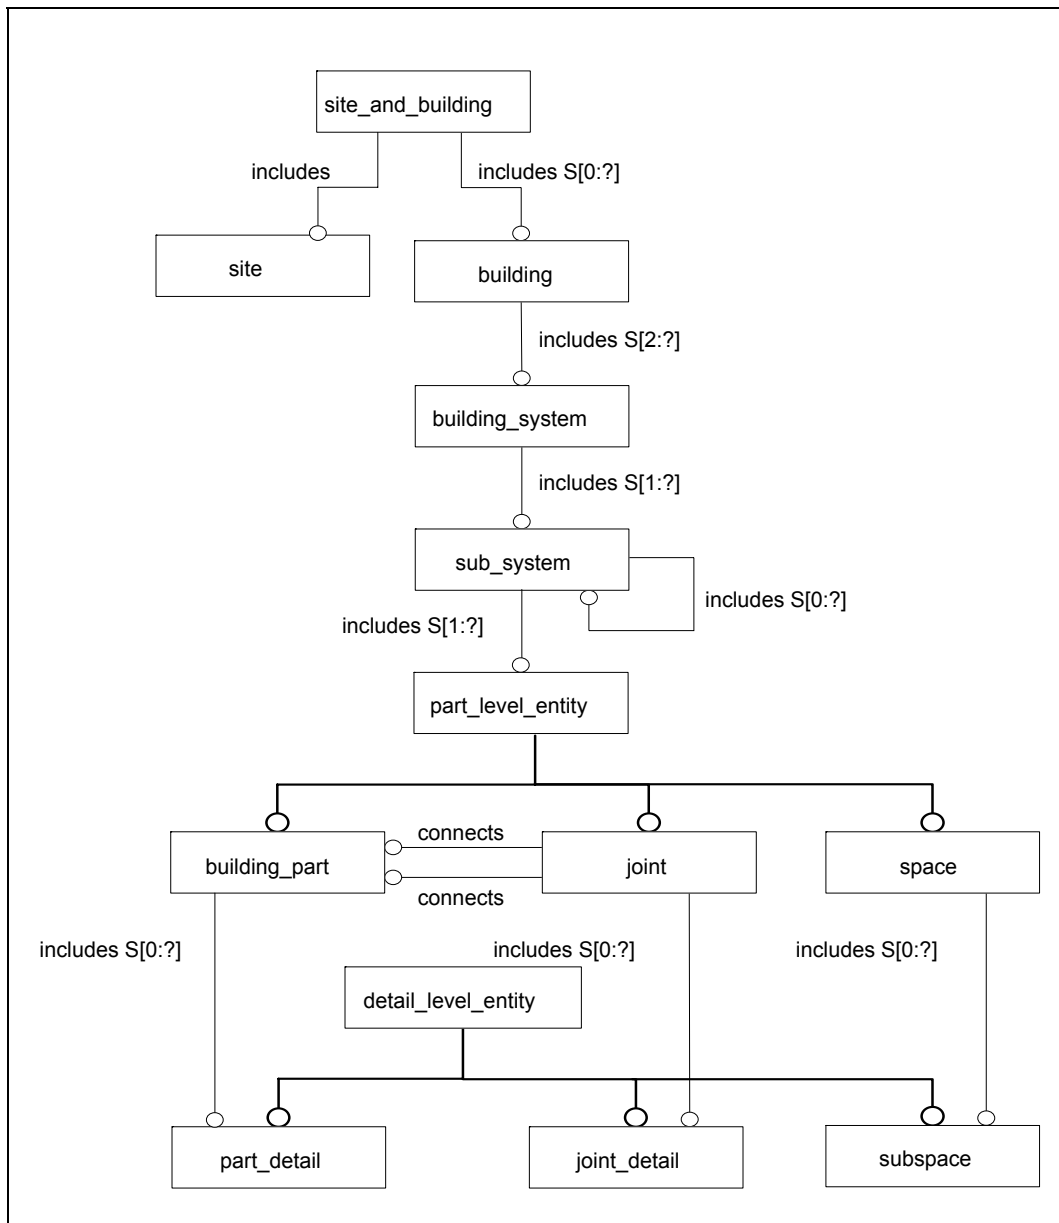 site_and_building
includes
includes S[0:?]
site
building
includes S[2:?]
building_system
includes S[1:?]
sub_system
includes S[0:?]
includes S[1:?]
part_level_entity
connects
building_part
joint
space
connects
includes S[0:?]
includes S[0:?]
includes S[0:?]
detail_level_entity
part_detail
joint_detail
subspace